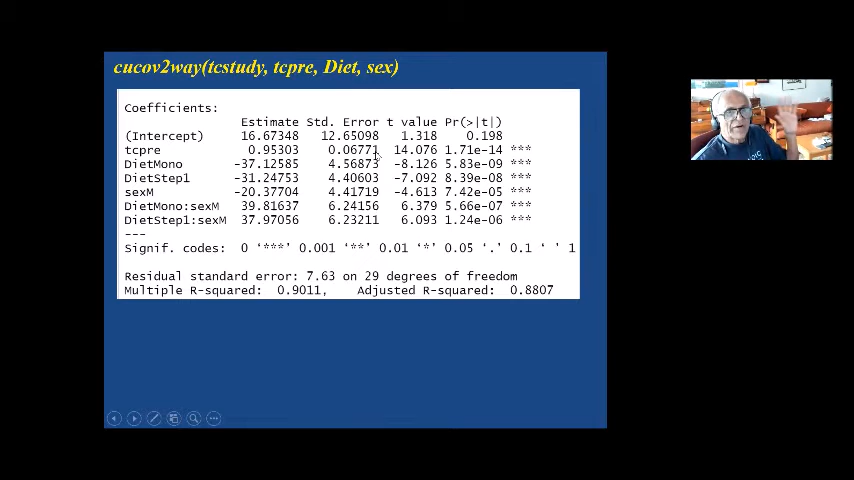 cucov2way(tcstudy, tcpre, Diet, sex)
Coefficients:
Estimate Std. Error t value Pr(>|t|)
(Intercept) 16.67348 12.65098 1.318 0.198
tcpre 0.95303 0.06771 14.076 1.71e-14 ***
DietMono -37.12585 4.56873 -8.126 5.83e-09 ***
DietStep1 -31.24753 4.40603 -7.092 8.39e-08 ***
sexM -20.37704 4.41719 -4.613 7.42e-05 ***
DietMono:sexM 39.81637 6.24156 6.379 5.66e-07 ***
DietStep1:sexM 37.97056 6.23211 6.093 1.24e-06 ***
---
Signif. codes: 0 ‘***’ 0.001 ‘**’ 0.01 ‘*’ 0.05 ‘.’ 0.1 ‘ ’ 1
Residual standard error: 7.63 on 29 degrees of freedom
Multiple R-squared: 0.9011, Adjusted R-squared: 0.8807